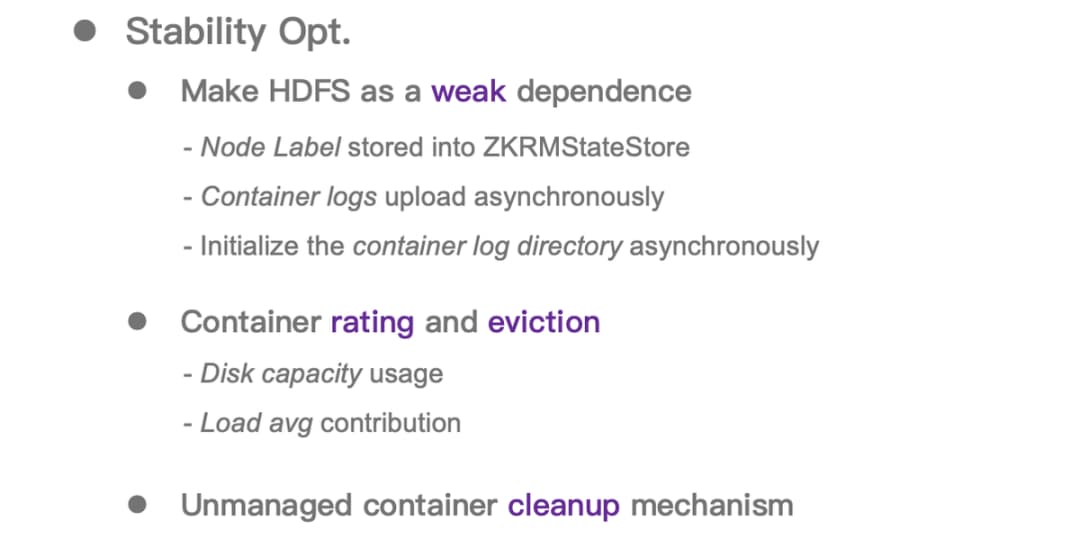 ● Stability Opt.
● Make HDFS as a weak dependence
- Node Label stored into ZKRMStateStore
- Container logs upload asynchronously
- Initialize the container log directory asynchronously
● Container rating and eviction
- Disk capacity usage
- Load avg contribution
● Unmanaged container cleanup mechanism